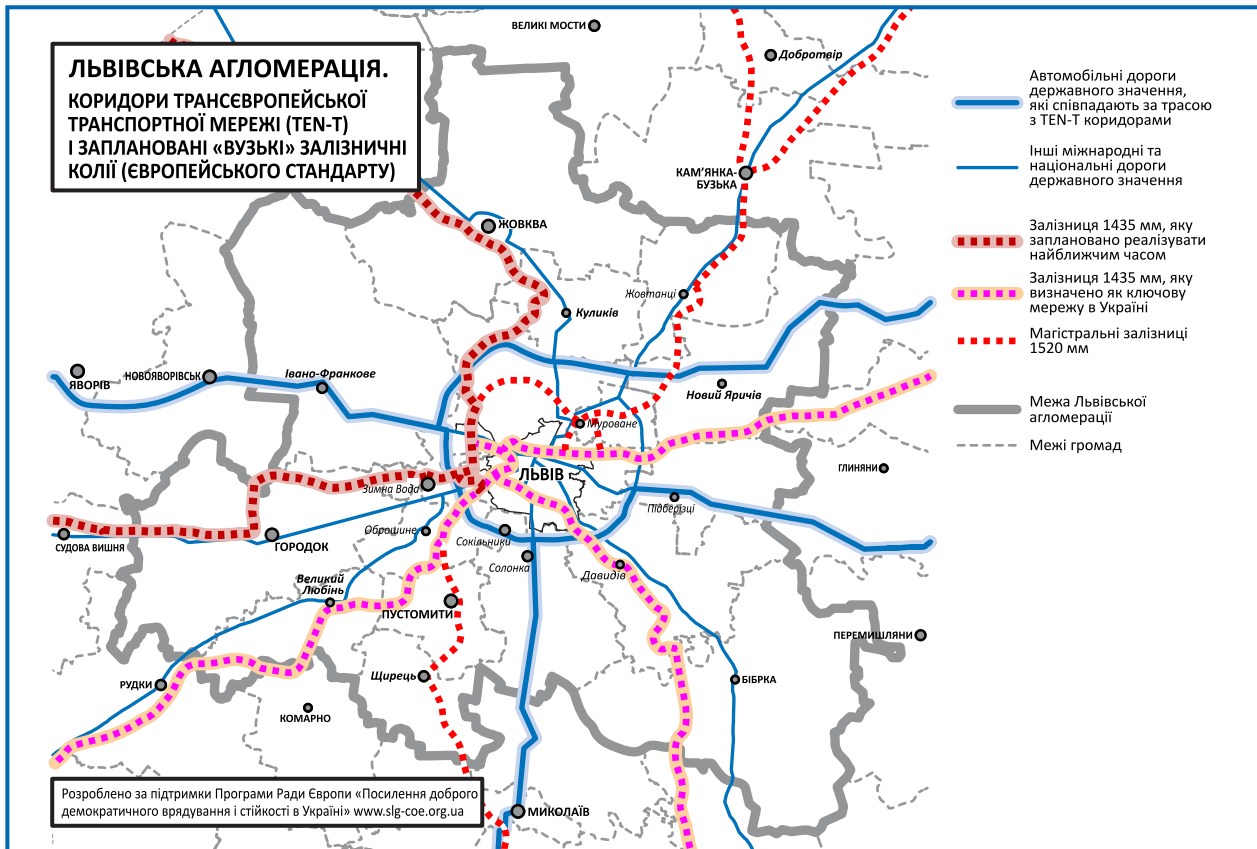 ЛЬВІВСЬКА АГЛОМЕРАЦІЯ.
КОРИДОРИ ТРАНСЄВРОПЕЙСЬКОЇ
ТРАНСПОРТНОЇ МЕРЕЖІ (TEN-T)
І ЗАПЛАНОВАНІ «ВУЗЬКІ» ЗАЛІЗНИЧНІ
КОЛІЇ (ЄВРОПЕЙСЬКОГО СТАНДАРТУ)
ВЕЛИКІ МОСТИ
Добротвір
КАМ’ЯНКА-
БУЗЬКА
ЖОВКВА
Жовтанці
Куликів
ЯВОРІВ
НОВОЯВОРІВСЬК
Івано-Франкове
Новий Яричів
Муроване
ГЛИНЯНИ
ЛЬВІВ
Зимна Вода
Підберізці
СУДОВА ВИШНЯ
ГОРОДОК
Оброшине
Сокільники
Солонка
Давидів
Великий
Любінь
ПУСТОМИТИ
ПЕРЕМИШЛЯНИ
РУДКИ
Щирець
БІБРКА
КОМАРНО
МИКОЛАЇВ
Автомобільні дороги
державного значення,
які співпадають за трасою
з TEN-T коридорами
Інші міжнародні та
національні дороги
державного значення
Залізниця 1435 мм, яку
заплановано реалізувати
найближчим часом
Залізниця 1435 мм, яку
визначено як ключову
мережу в Україні
Магістральні залізниці
1520 мм
Межа Львівської
агломерації
Межі громад
Розроблено за підтримки Програми Ради Європи «Посилення доброго
демократичного врядування і стійкості в Україні» www.slg-coe.org.ua